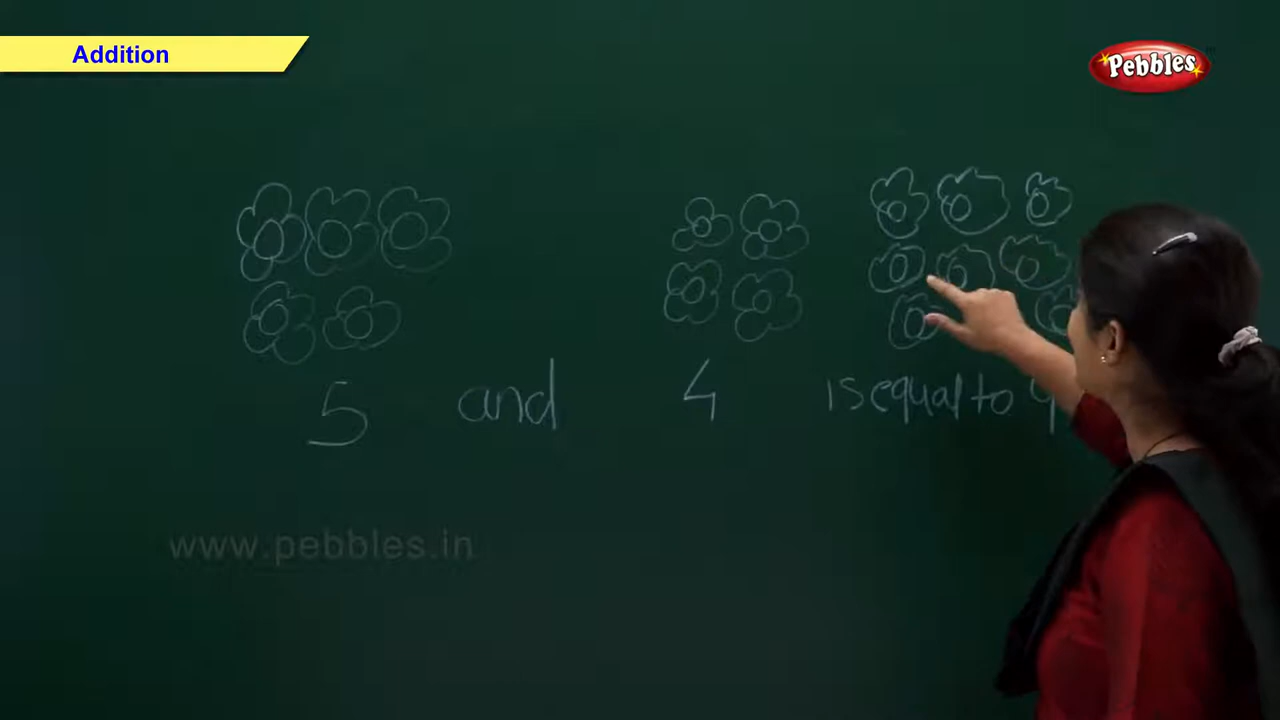 Addition
Pebbles
5 and 4 is equal to 9
www.pebbles.in